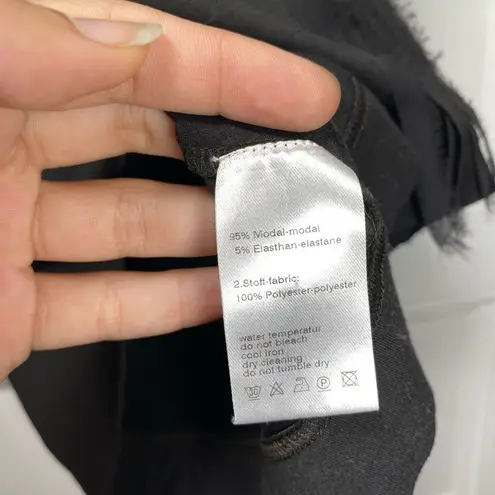 95% Modal-modal
5% Elasthan-elastane
2.Stoff-fabric:
100% Polyester-polyester
water temperatur
do not bleach
cool iron
dry cleaning
do not tumble dry
30 P